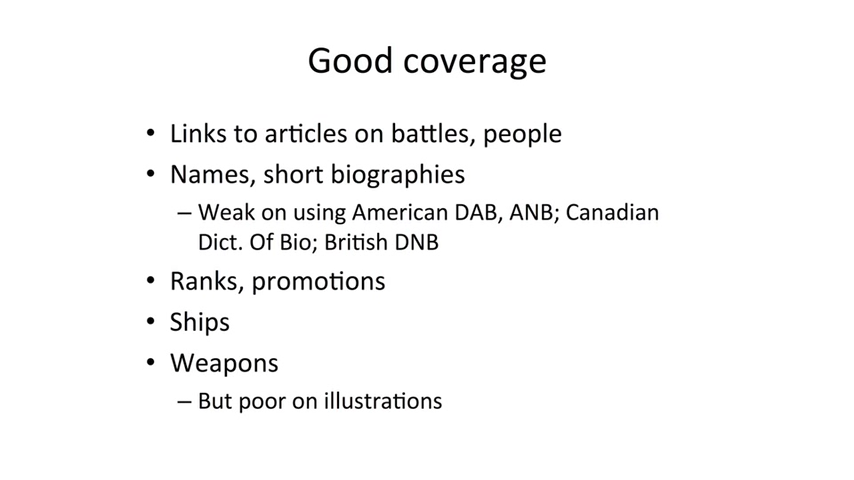 Good coverage
• Links to articles on battles, people
• Names, short biographies
– Weak on using American DAB, ANB; Canadian
Dict. Of Bio; British DNB
• Ranks, promotions
• Ships
• Weapons
– But poor on illustrations